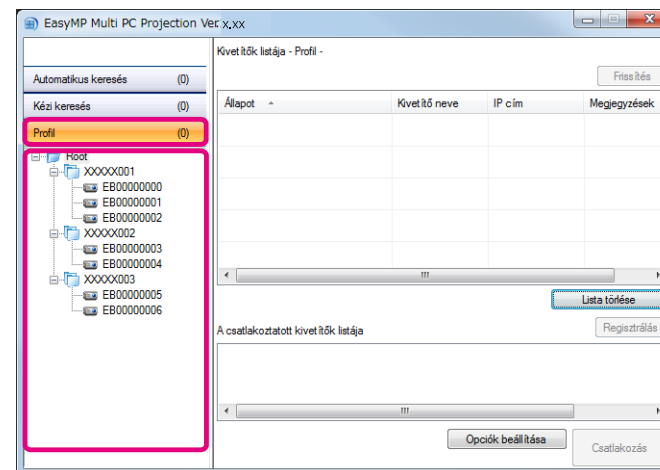 EasyMP Multi PC Projection Ver. x.xx
Automatikus keresés (0)
Kézi keresés (0)
Profil (0)
Root
XXXXX001
EB00000000
EB00000001
EB00000002
XXXXX002
EB00000003
EB00000004
XXXXX003
EB00000005
EB00000006
Kivetítők listája - Profil -
Frissítés
Állapot Kivetítő neve IP cím Megjegyzések
Lista törlése
A csatlakoztatott kivetítők listája
Regisztrálás
Opciók beállítása
Csatlakozás